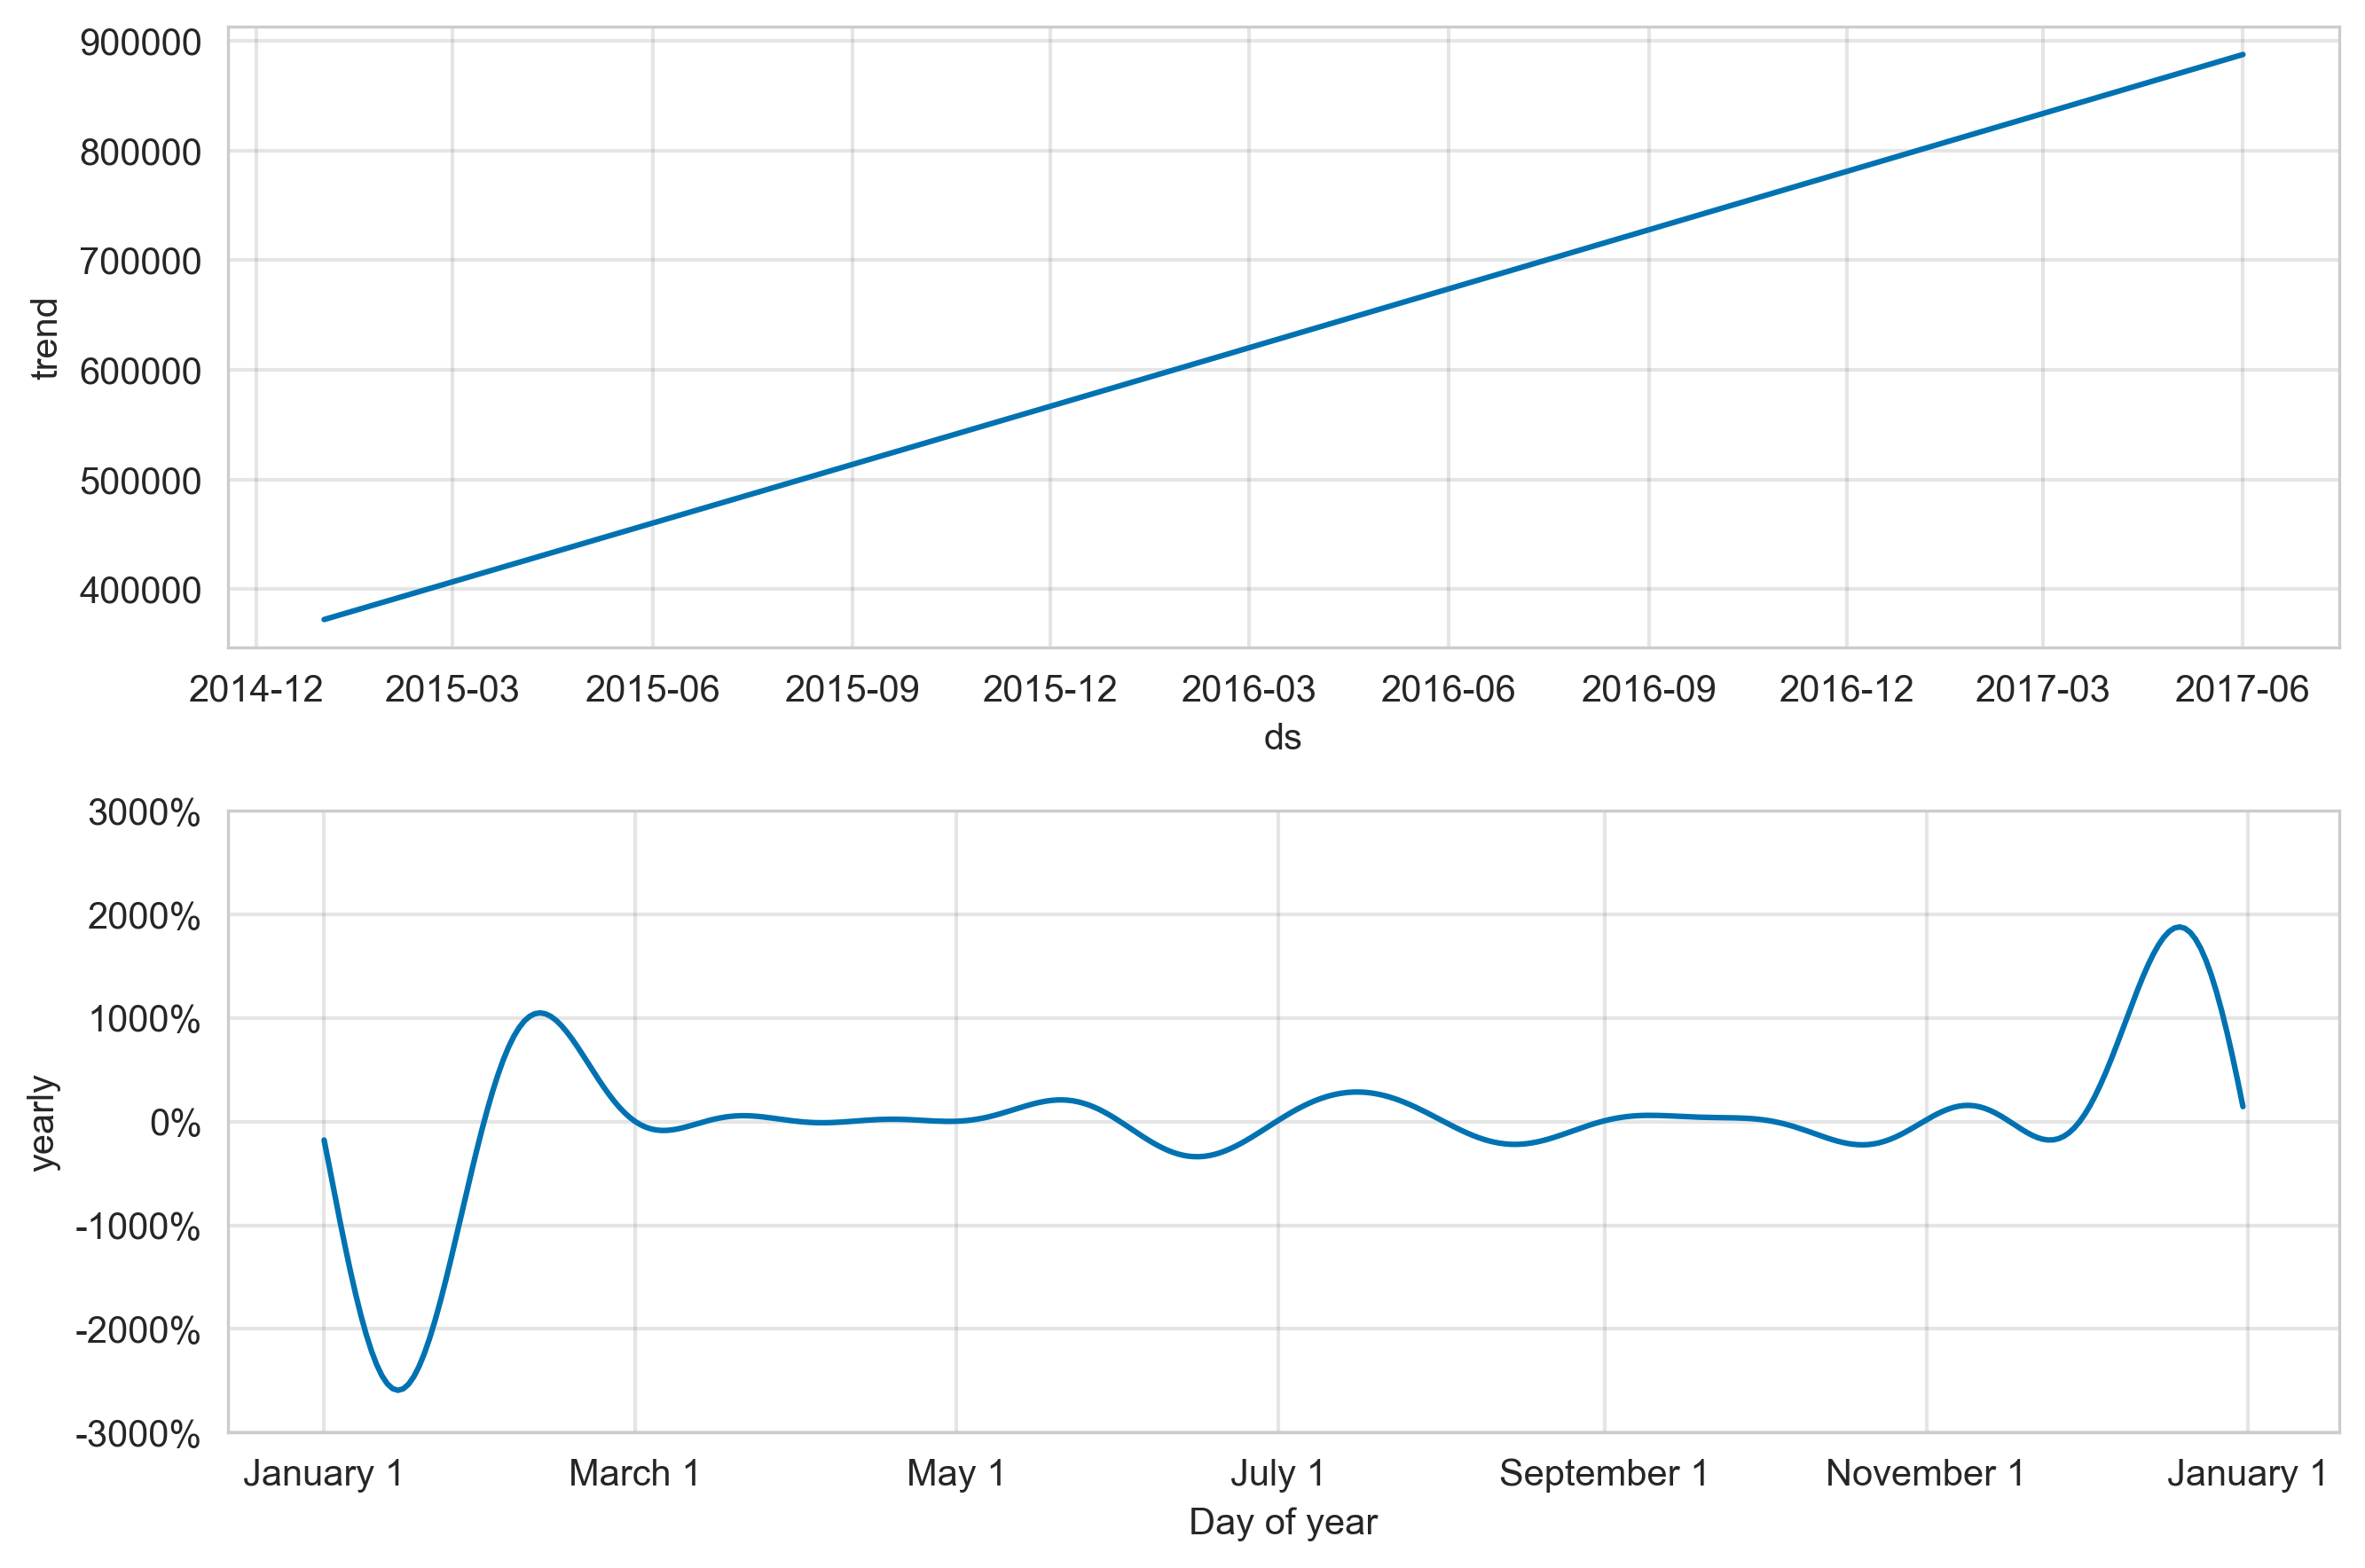 900000
800000
700000
600000
500000
400000
trend
2014-12 2015-03 2015-06 2015-09 2015-12 2016-03 2016-06 2016-09 2016-12 2017-03 2017-06
ds
3000%
2000%
1000%
0%
-1000%
-2000%
-3000%
yearly
January 1 March 1 May 1 July 1 September 1 November 1 January 1
Day of year